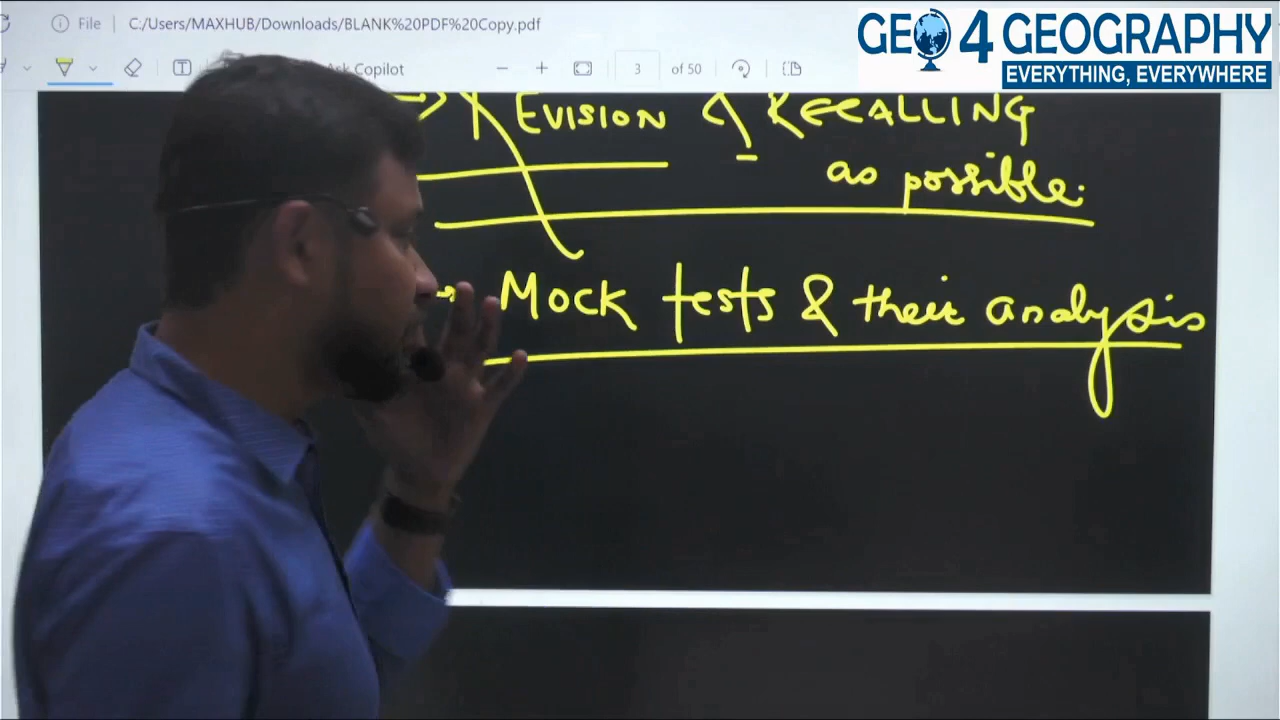 File C:/Users/MAXHUB/Downloads/BLANK%20PDF%20Copy.pdf
GEO 4 GEOGRAPHY
EVERYTHING, EVERYWHERE
Ask Copilot
3 of 50
REVISION & RECALLING
as possible.
Mock tests & their analysis